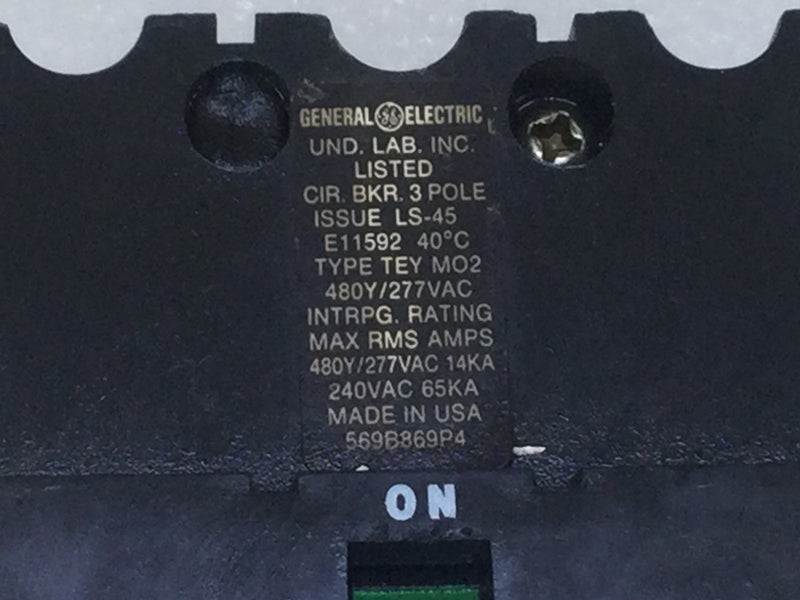 GENERAL GE ELECTRIC
UND. LAB. INC.
LISTED
CIR. BKR. 3 POLE
ISSUE LS-45
E11592 40°C
TYPE TEY MO2
480Y/277VAC
INTRPG. RATING
MAX RMS AMPS
480Y/277VAC 14KA
240VAC 65KA
MADE IN USA
569B869P4
ON